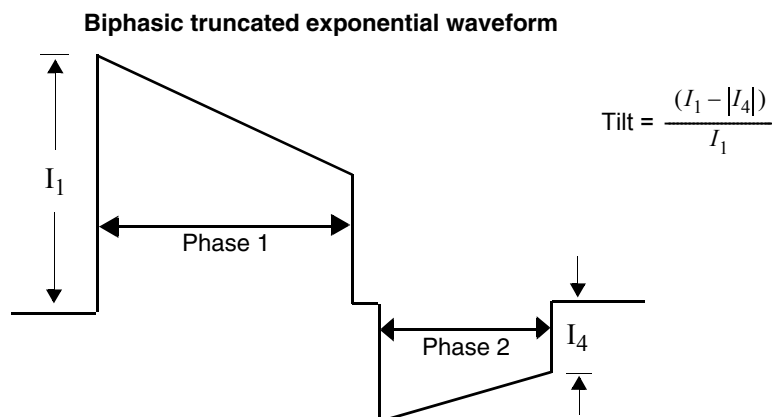 Biphasic truncated exponential waveform
Tilt = (I1 – |I4|)
I1
I1
Phase 1
Phase 2
I4